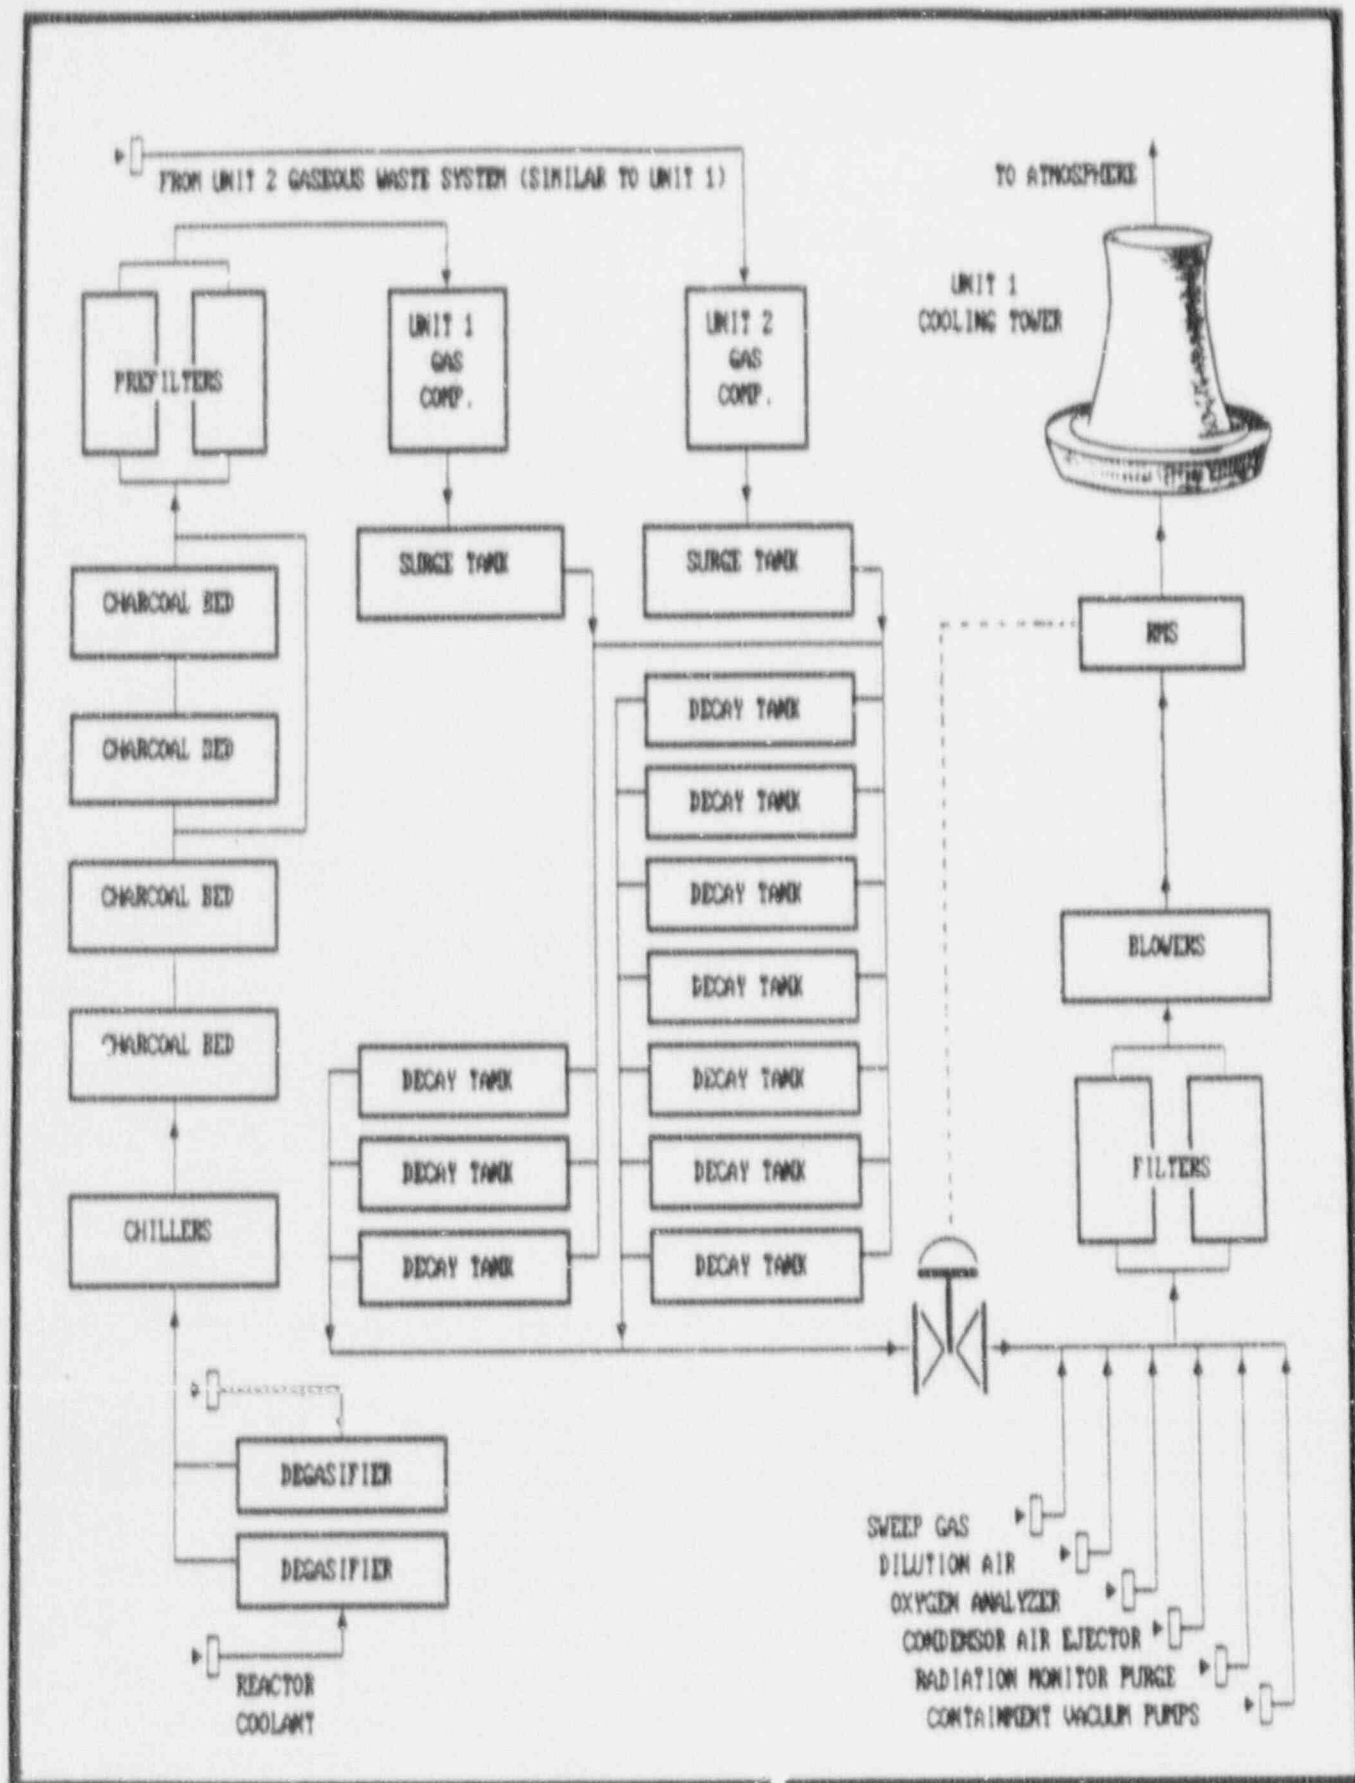 FROM UNIT 2 GASEOUS WASTE SYSTEM (SIMILAR TO UNIT 1)
TO ATMOSPHERE
UNIT 1
COOLING TOWER
PREFILTERS
UNIT 1
GAS
COMP.
UNIT 2
GAS
COMP.
SURGE TANK
SURGE TANK
CHARCOAL BED
CHARCOAL BED
CHARCOAL BED
CHARCOAL BED
CHILLERS
RMS
DECAY TANK
DECAY TANK
DECAY TANK
DECAY TANK
DECAY TANK
DECAY TANK
DECAY TANK
DECAY TANK
DECAY TANK
DECAY TANK
BLOWERS
FILTERS
DEGASIFIER
DEGASIFIER
REACTOR
COOLANT
SWEEP GAS
DILUTION AIR
OXYGEN ANALYZER
CONDENSOR AIR EJECTOR
RADIATION MONITOR PURGE
CONTAINMENT VACUUM PUMPS